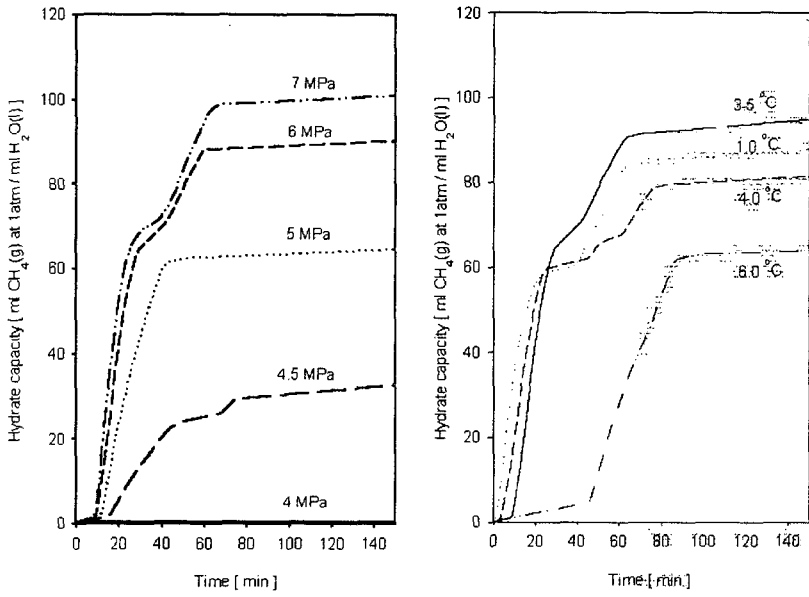 Hydrate capacity [ ml CH4(g) at 1atm / ml H2O(l) ]
120
100
80
60
40
20
0
7 MPa
6 MPa
5 MPa
4.5 MPa
4 MPa
0 20 40 60 80 100 120 140
Time [ min ]
Hydrate capacity [ ml CH4(g) at 1atm / ml H2O(l) ]
120
100
80
60
40
20
0
3.5 °C
1.0 °C
4.0 °C
6.0 °C
0 20 40 60 80 100 120 140
Time [ min ]